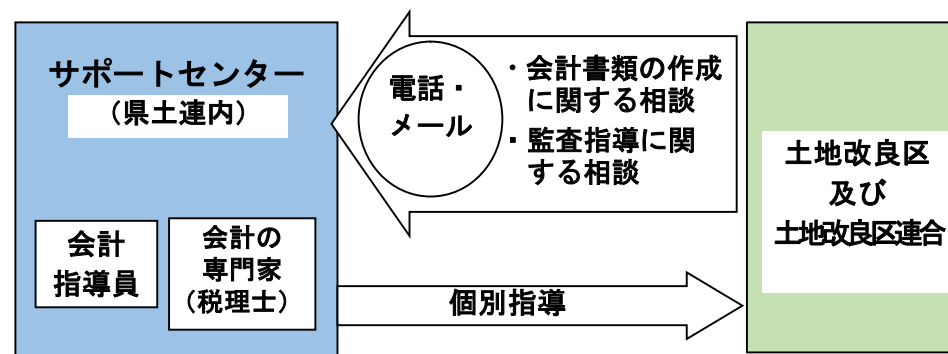 サポートセンター
（県土連内）
会計
指導員
会計の
専門家
（税理士）
電話・
メール
・会計書類の作成
に関する相談
・監査指導に関
する相談
個別指導
土地改良区
及び
土地改良区連合